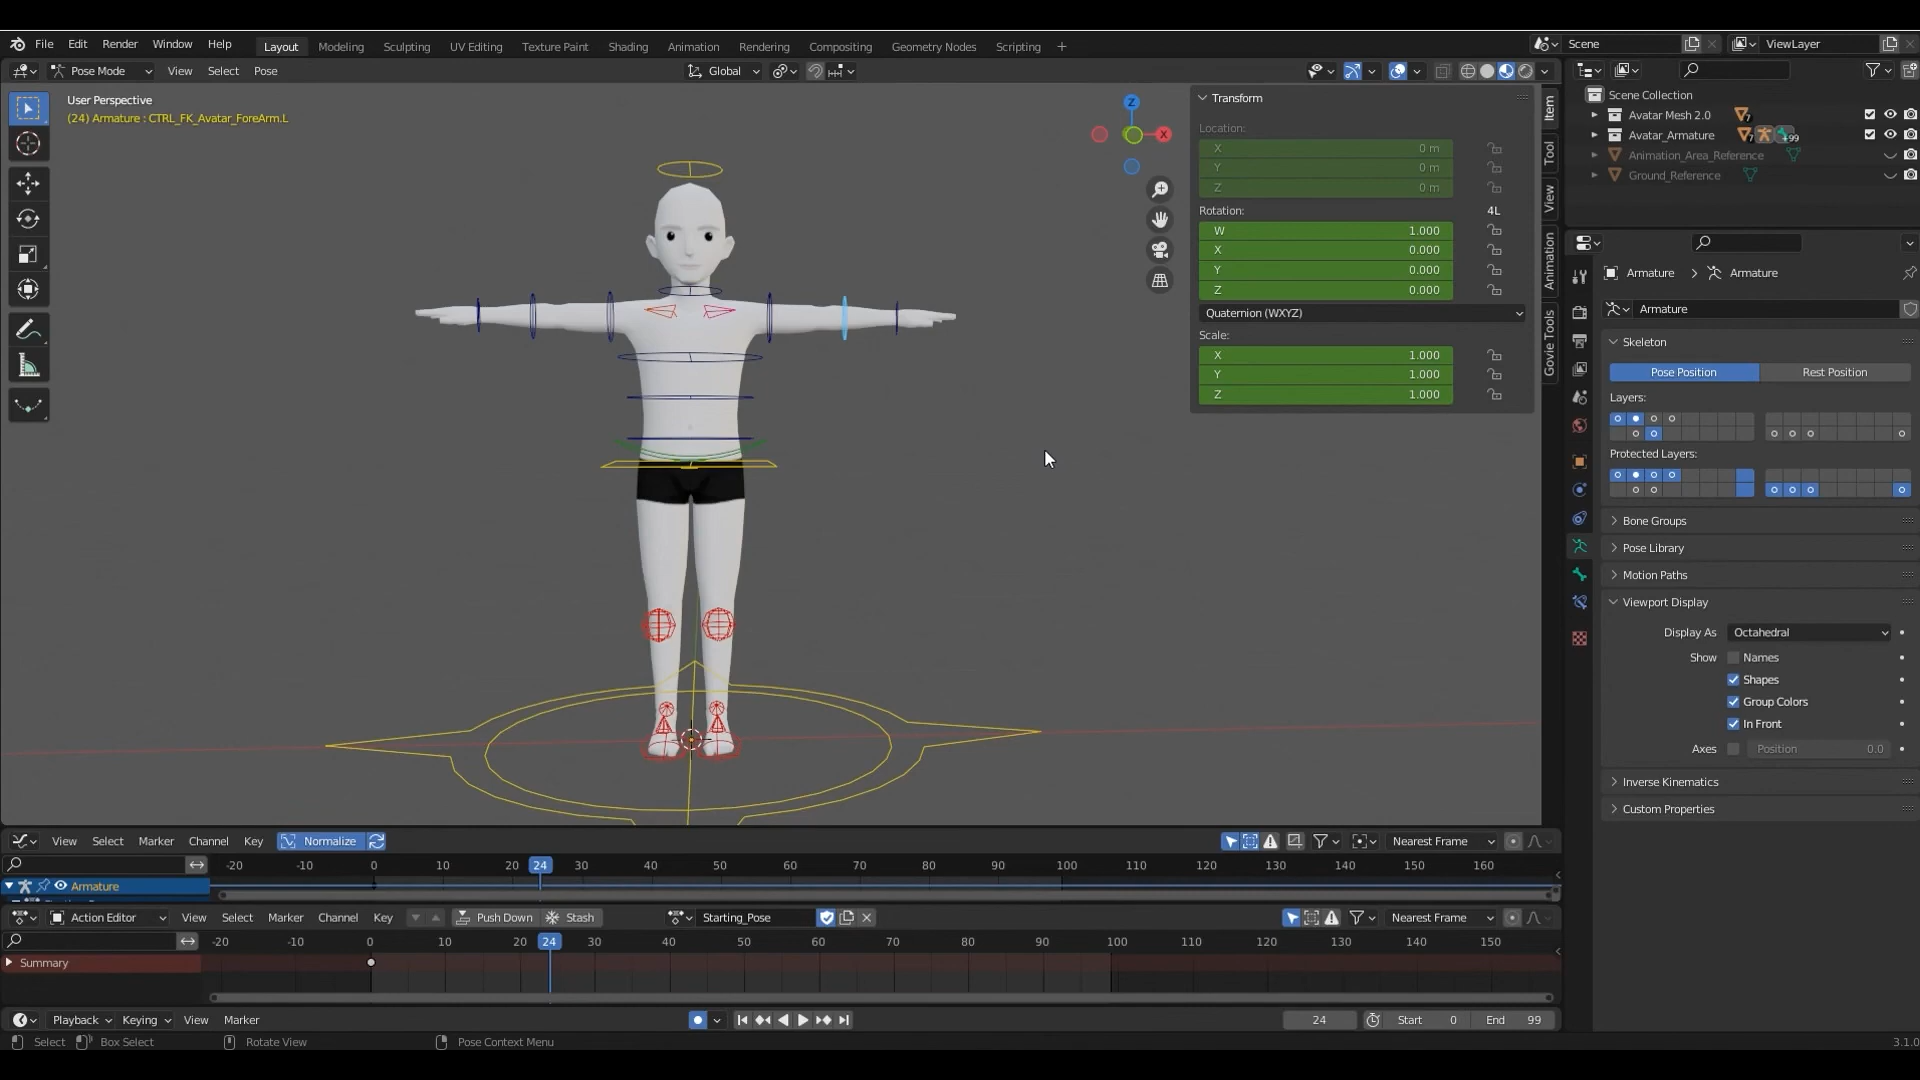 File Edit Render Window Help Layout Modeling Sculpting UV Editing Texture Paint Shading Animation Rendering Compositing Geometry Nodes Scripting + Scene ViewLayer
Pose Mode View Select Pose Global
User Perspective
(24) Armature : CTRL_FK_Avatar_ForeArm.L
Z
X
Transform
Location:
X 0 m
Y 0 m
Z 0 m
Rotation: 4L
W 1.000
X 0.000
Y 0.000
Z 0.000
Quaternion (WXYZ)
Scale:
X 1.000
Y 1.000
Z 1.000
Item
Tool
View
Animation
Govie Tools
Scene Collection
Avatar Mesh 2.0
Avatar_Armature
Animation_Area_Reference
Ground_Reference
Armature > Armature
Armature
Skeleton
Pose Position Rest Position
Layers:
Protected Layers:
Bone Groups
Pose Library
Motion Paths
Viewport Display
Display As Octahedral
Show Names
Shapes
Group Colors
In Front
Axes Position 0.0
Inverse Kinematics
Custom Properties
View Select Marker Channel Key Normalize Nearest Frame
-20 -10 0 10 20 24 30 40 50 60 70 80 90 100 110 120 130 140 150 160
Armature
Action Editor View Select Marker Channel Key Push Down Stash Starting_Pose Nearest Frame
-20 -10 0 10 20 24 30 40 50 60 70 80 90 100 110 120 130 140 150
Summary
Playback Keying View Marker 24 Start 0 End 99
Select Box Select Rotate View Pose Context Menu 3.1.0